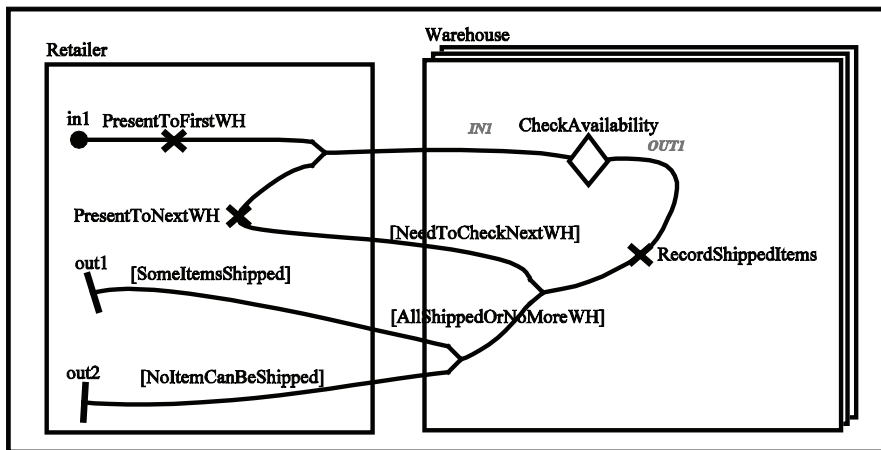 Warehouse
Retailer
in1
PresentToFirstWH
IN1
CheckAvailability
OUT1
PresentToNextWH
[NeedToCheckNextWH]
RecordShippedItems
out1
[SomeItemsShipped]
[AllShippedOrNoMoreWH]
out2
[NoItemCanBeShipped]